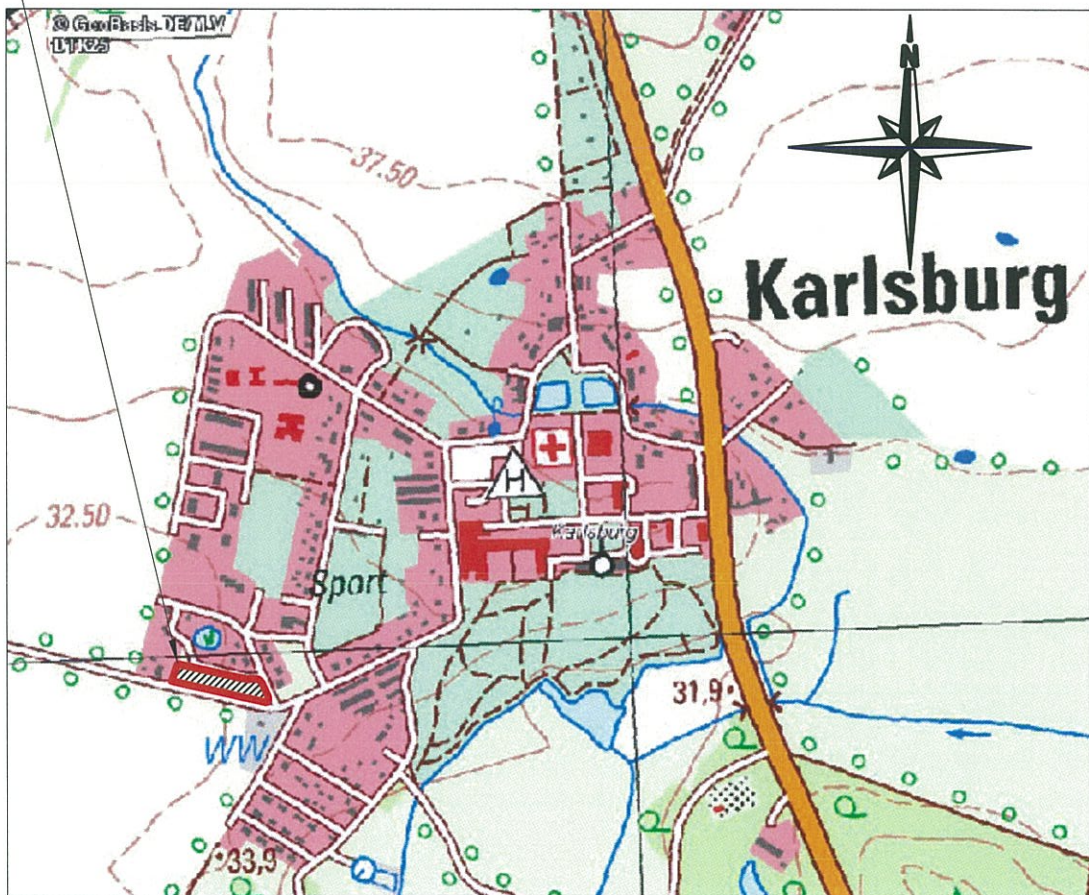 © GeoBasis-DE/M-V
DTK25
N
37.50
Karlsburg
H
32.50
Karlsburg
Sport
31,9
WW
P
P
P
33,9